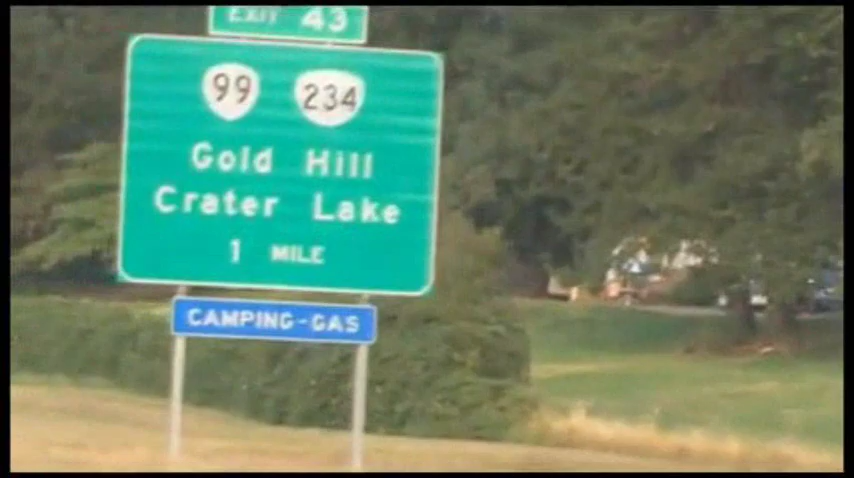 EXIT 43
99 234
Gold Hill
Crater Lake
1 MILE
CAMPING-GAS